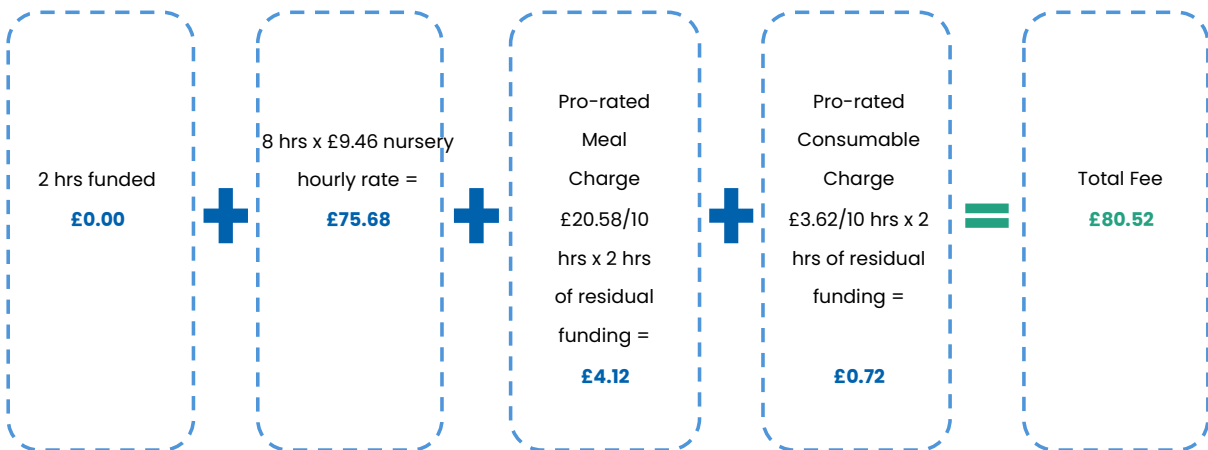 2 hrs funded
£0.00
8 hrs x £9.46 nursery
hourly rate =
£75.68
Pro-rated
Meal
Charge
£20.58/10
hrs x 2 hrs
of residual
funding =
£4.12
Pro-rated
Consumable
Charge
£3.62/10 hrs x 2
hrs of residual
funding =
£0.72
Total Fee
£80.52